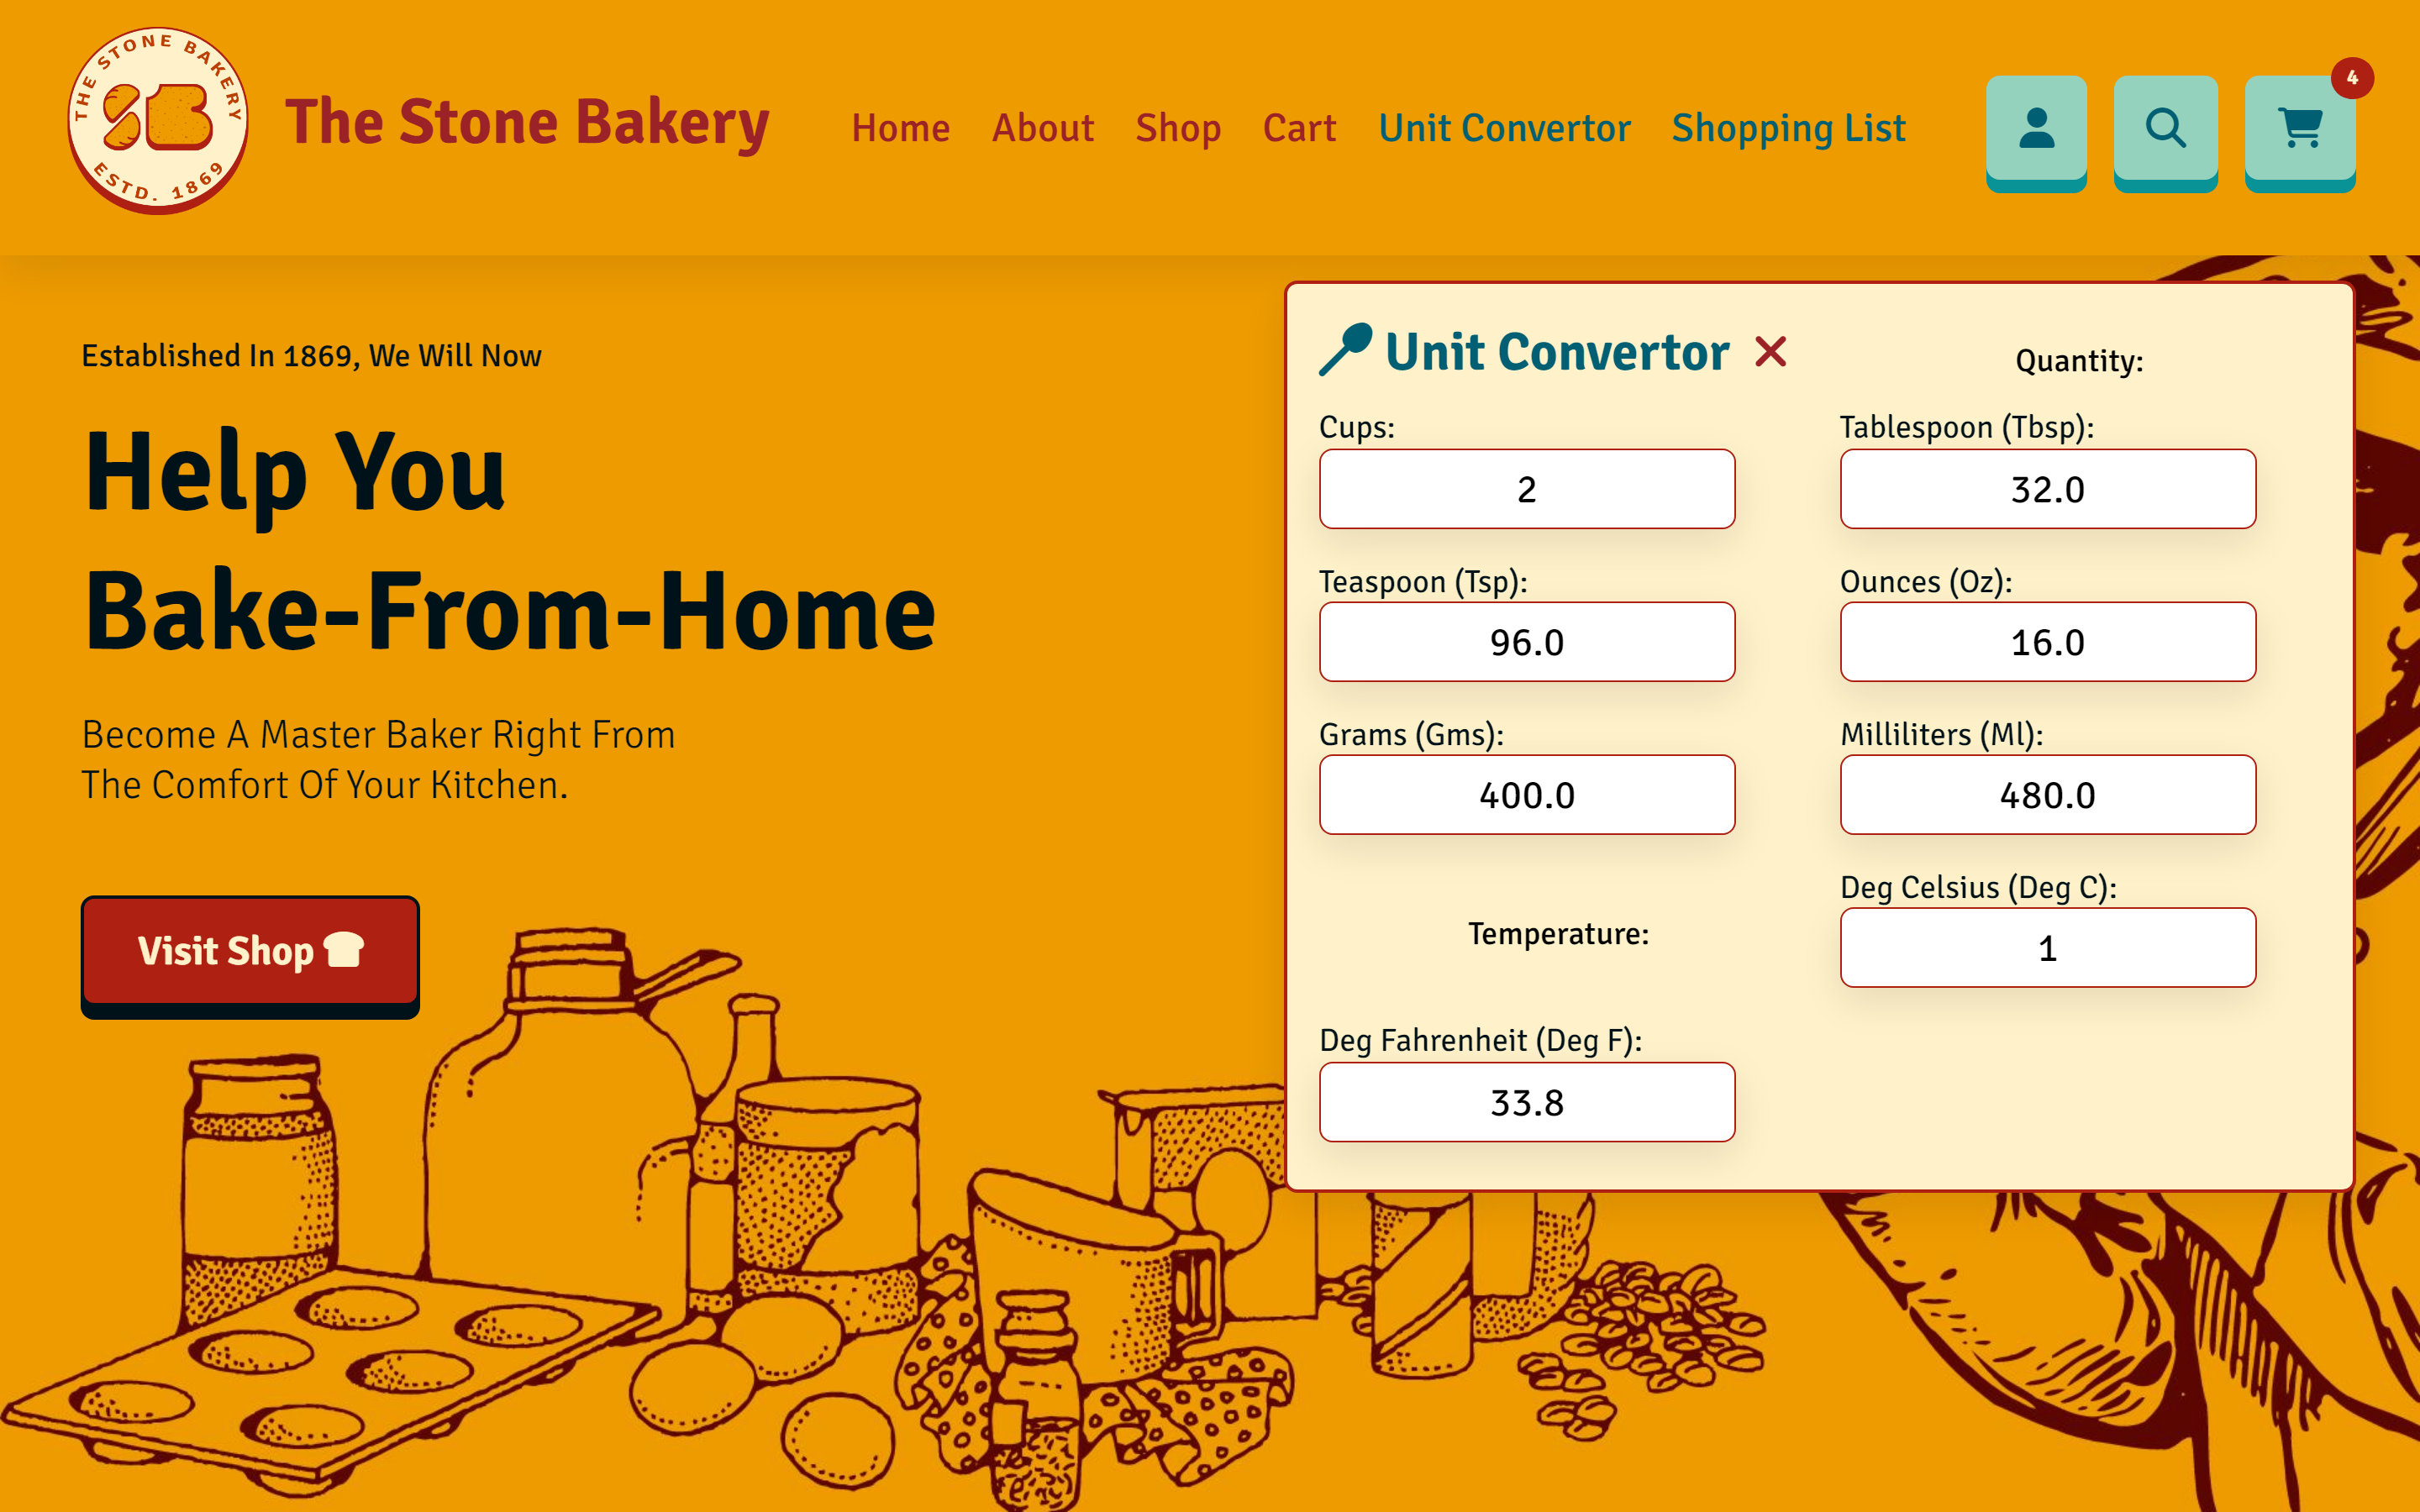 THE STONE BAKERY
ESTD. 1869
The Stone Bakery
Home About Shop Cart Unit Convertor Shopping List
4
Established In 1869, We Will Now
Help You
Bake-From-Home
Become A Master Baker Right From
The Comfort Of Your Kitchen.
Visit Shop
Unit Convertor
Quantity:
Cups:
2
Tablespoon (Tbsp):
32.0
Teaspoon (Tsp):
96.0
Ounces (Oz):
16.0
Grams (Gms):
400.0
Milliliters (Ml):
480.0
Temperature:
Deg Celsius (Deg C):
1
Deg Fahrenheit (Deg F):
33.8